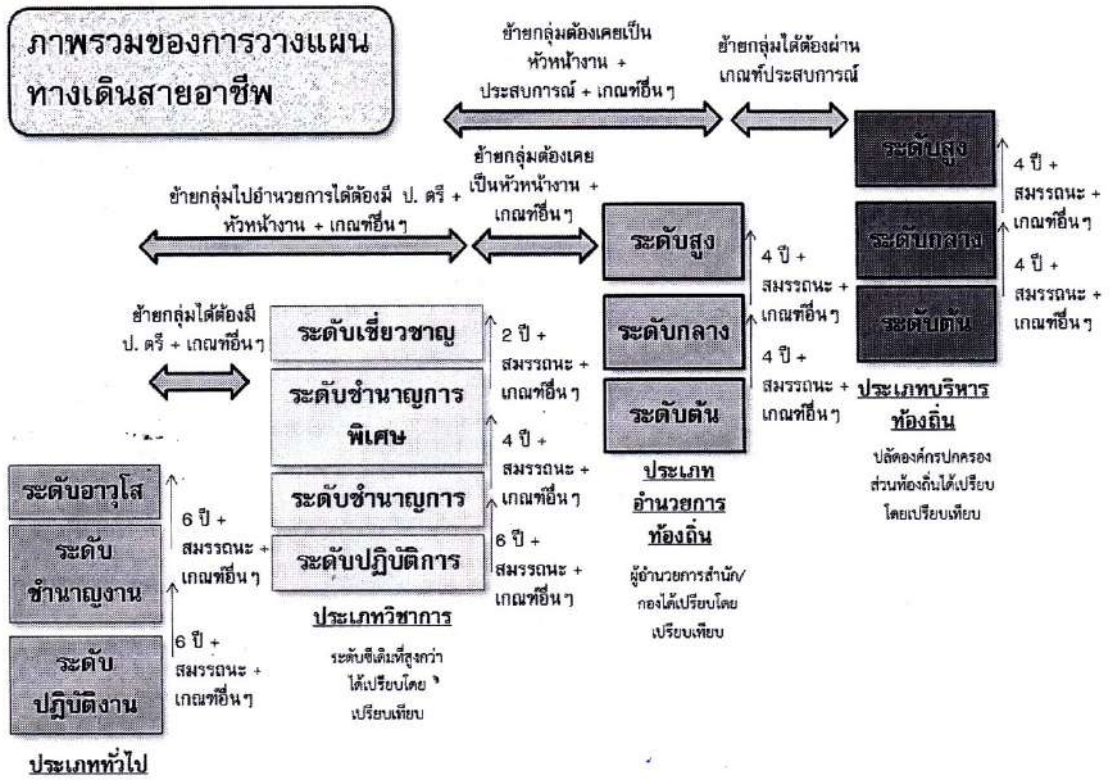 ภาพรวมของการวางแผน
ทางเดินสายอาชีพ
ย้ายกลุ่มต้องเคยเป็น
หัวหน้างาน +
ประสบการณ์ + เกณฑ์อื่นๆ
ย้ายกลุ่มได้ต้องผ่าน
เกณฑ์ประสบการณ์
ย้ายกลุ่มไปอำนวยการได้ต้องมี ป. ตรี +
หัวหน้างาน + เกณฑ์อื่นๆ
ย้ายกลุ่มต้องเคย
เป็นหัวหน้างาน +
เกณฑ์อื่นๆ
ย้ายกลุ่มได้ต้องมี
ป. ตรี + เกณฑ์อื่นๆ
ระดับอาวุโส
6 ปี +
สมรรถนะ +
เกณฑ์อื่นๆ
ระดับ
ชำนาญงาน
6 ปี +
สมรรถนะ +
เกณฑ์อื่นๆ
ระดับ
ปฏิบัติงาน
ประเภททั่วไป
ระดับเชี่ยวชาญ
2 ปี +
สมรรถนะ +
เกณฑ์อื่นๆ
ระดับชำนาญการ
พิเศษ
4 ปี +
สมรรถนะ +
เกณฑ์อื่นๆ
ระดับชำนาญการ
6 ปี +
สมรรถนะ +
เกณฑ์อื่นๆ
ระดับปฏิบัติการ
ประเภทวิชาการ
ระดับซีเดิมที่สูงกว่า
ได้เปรียบโดย
เปรียบเทียบ
ระดับสูง
4 ปี +
สมรรถนะ +
เกณฑ์อื่นๆ
ระดับกลาง
4 ปี +
สมรรถนะ +
เกณฑ์อื่นๆ
ระดับต้น
ประเภท
อำนวยการ
ท้องถิ่น
ผู้อำนวยการสำนัก/
กองได้เปรียบโดย
เปรียบเทียบ
ระดับสูง
4 ปี +
สมรรถนะ +
เกณฑ์อื่นๆ
ระดับกลาง
4 ปี +
สมรรถนะ +
เกณฑ์อื่นๆ
ระดับต้น
ประเภทบริหาร
ท้องถิ่น
ปลัดองค์กรปกครอง
ส่วนท้องถิ่นได้เปรียบ
โดยเปรียบเทียบ